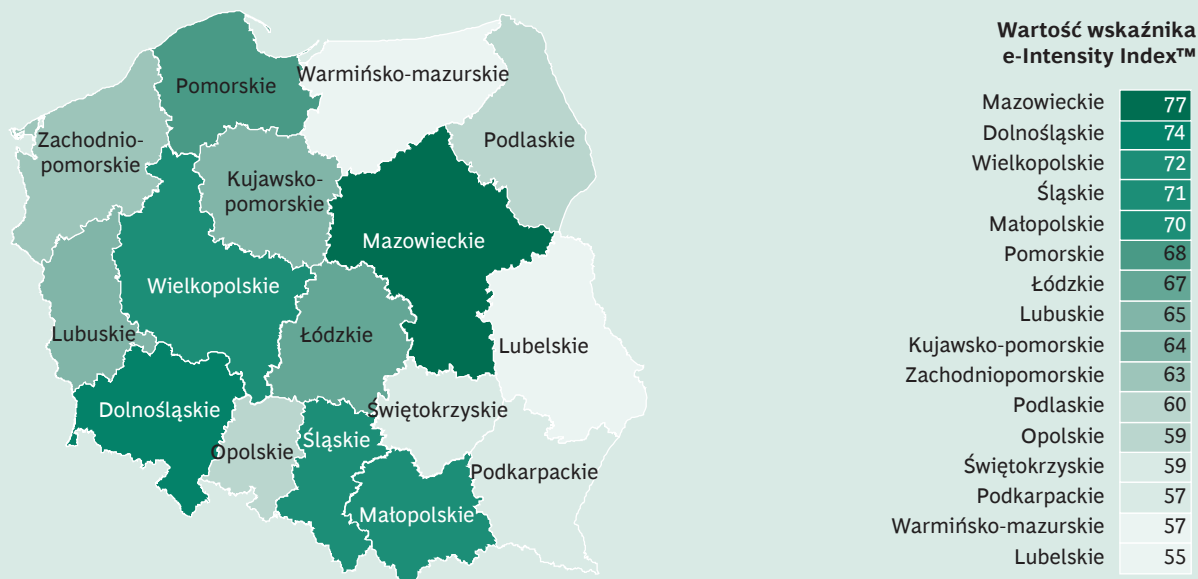 Pomorskie
Warmińsko-mazurskie
Zachodnio-
pomorskie
Podlaskie
Kujawsko-
pomorskie
Mazowieckie
Wielkopolskie
Lubuskie
Łódzkie
Lubelskie
Dolnośląskie
Świętokrzyskie
Śląskie
Opolskie
Podkarpackie
Małopolskie
Wartość wskaźnika
e-Intensity Index™
Mazowieckie 77
Dolnośląskie 74
Wielkopolskie 72
Śląskie 71
Małopolskie 70
Pomorskie 68
Łódzkie 67
Lubuskie 65
Kujawsko-pomorskie 64
Zachodniopomorskie 63
Podlaskie 60
Opolskie 59
Świętokrzyskie 59
Podkarpackie 57
Warmińsko-mazurskie 57
Lubelskie 55